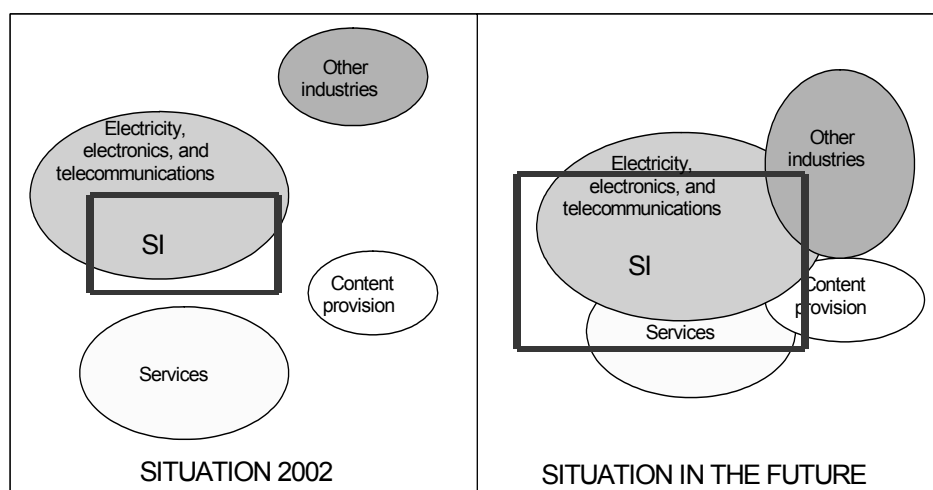 Other
industries
Electricity,
electronics, and
telecommunications
SI
Content
provision
Services
SITUATION 2002
Other
industries
Electricity,
electronics, and
telecommunications
SI
Content
provision
Services
SITUATION IN THE FUTURE